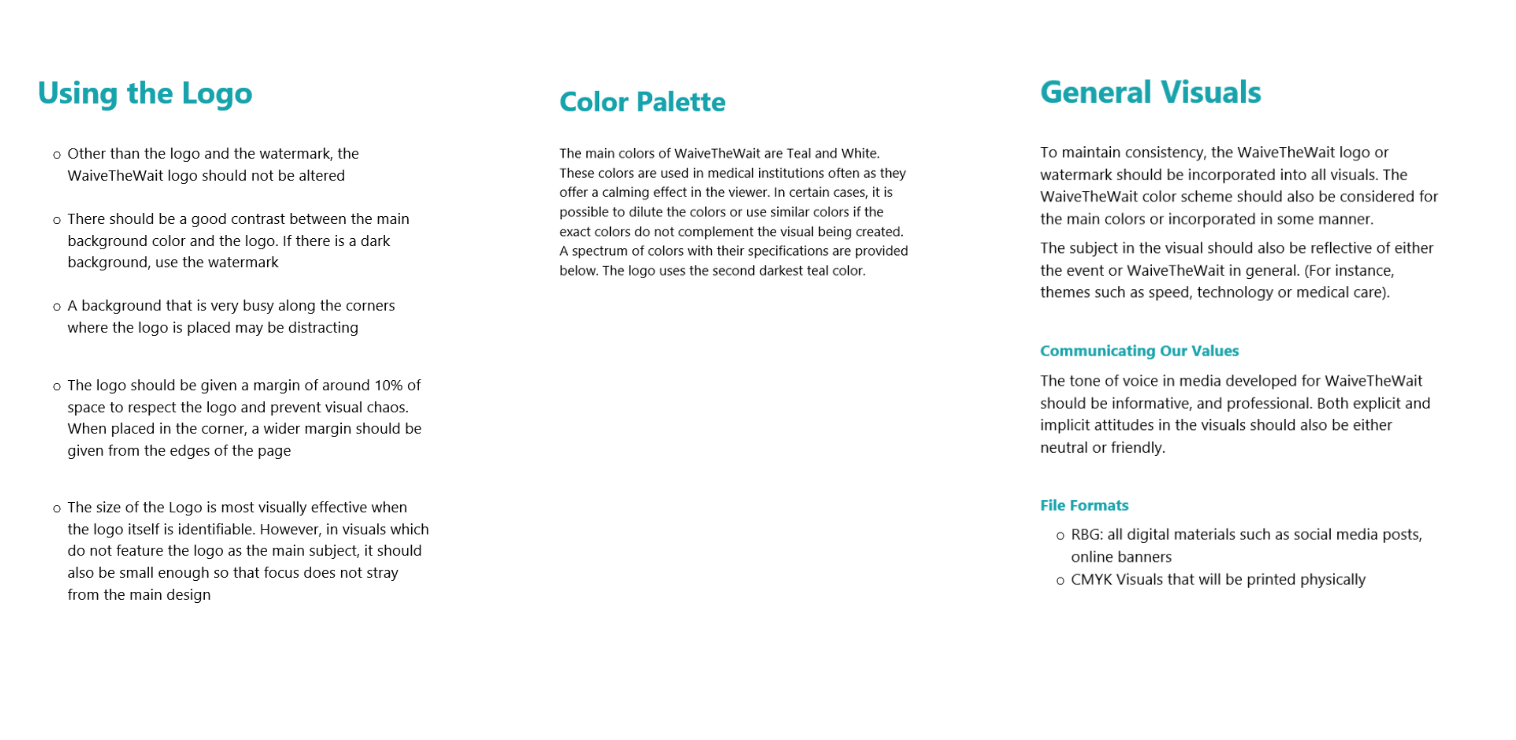 Using the Logo
o Other than the logo and the watermark, the
WaiveTheWait logo should not be altered
o There should be a good contrast between the main
background color and the logo. If there is a dark
background, use the watermark
o A background that is very busy along the corners
where the logo is placed may be distracting
o The logo should be given a margin of around 10% of
space to respect the logo and prevent visual chaos.
When placed in the corner, a wider margin should be
given from the edges of the page
o The size of the Logo is most visually effective when
the logo itself is identifiable. However, in visuals which
do not feature the logo as the main subject, it should
also be small enough so that focus does not stray
from the main design
Color Palette
The main colors of WaiveTheWait are Teal and White.
These colors are used in medical institutions often as they
offer a calming effect in the viewer. In certain cases, it is
possible to dilute the colors or use similar colors if the
exact colors do not complement the visual being created.
A spectrum of colors with their specifications are provided
below. The logo uses the second darkest teal color.
General Visuals
To maintain consistency, the WaiveTheWait logo or
watermark should be incorporated into all visuals. The
WaiveTheWait color scheme should also be considered for
the main colors or incorporated in some manner.
The subject in the visual should also be reflective of either
the event or WaiveTheWait in general. (For instance,
themes such as speed, technology or medical care).
Communicating Our Values
The tone of voice in media developed for WaiveTheWait
should be informative, and professional. Both explicit and
implicit attitudes in the visuals should also be either
neutral or friendly.
File Formats
o RBG: all digital materials such as social media posts,
online banners
o CMYK Visuals that will be printed physically